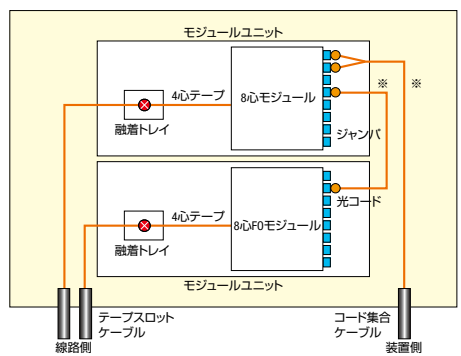 モジュールユニット
4心テープ
8心モジュール
※
※
融着トレイ
ジャンパ
4心テープ
8心FOモジュール
光コード
融着トレイ
モジュールユニット
テープスロット
ケーブル
線路側
コード集合
ケーブル
装置側